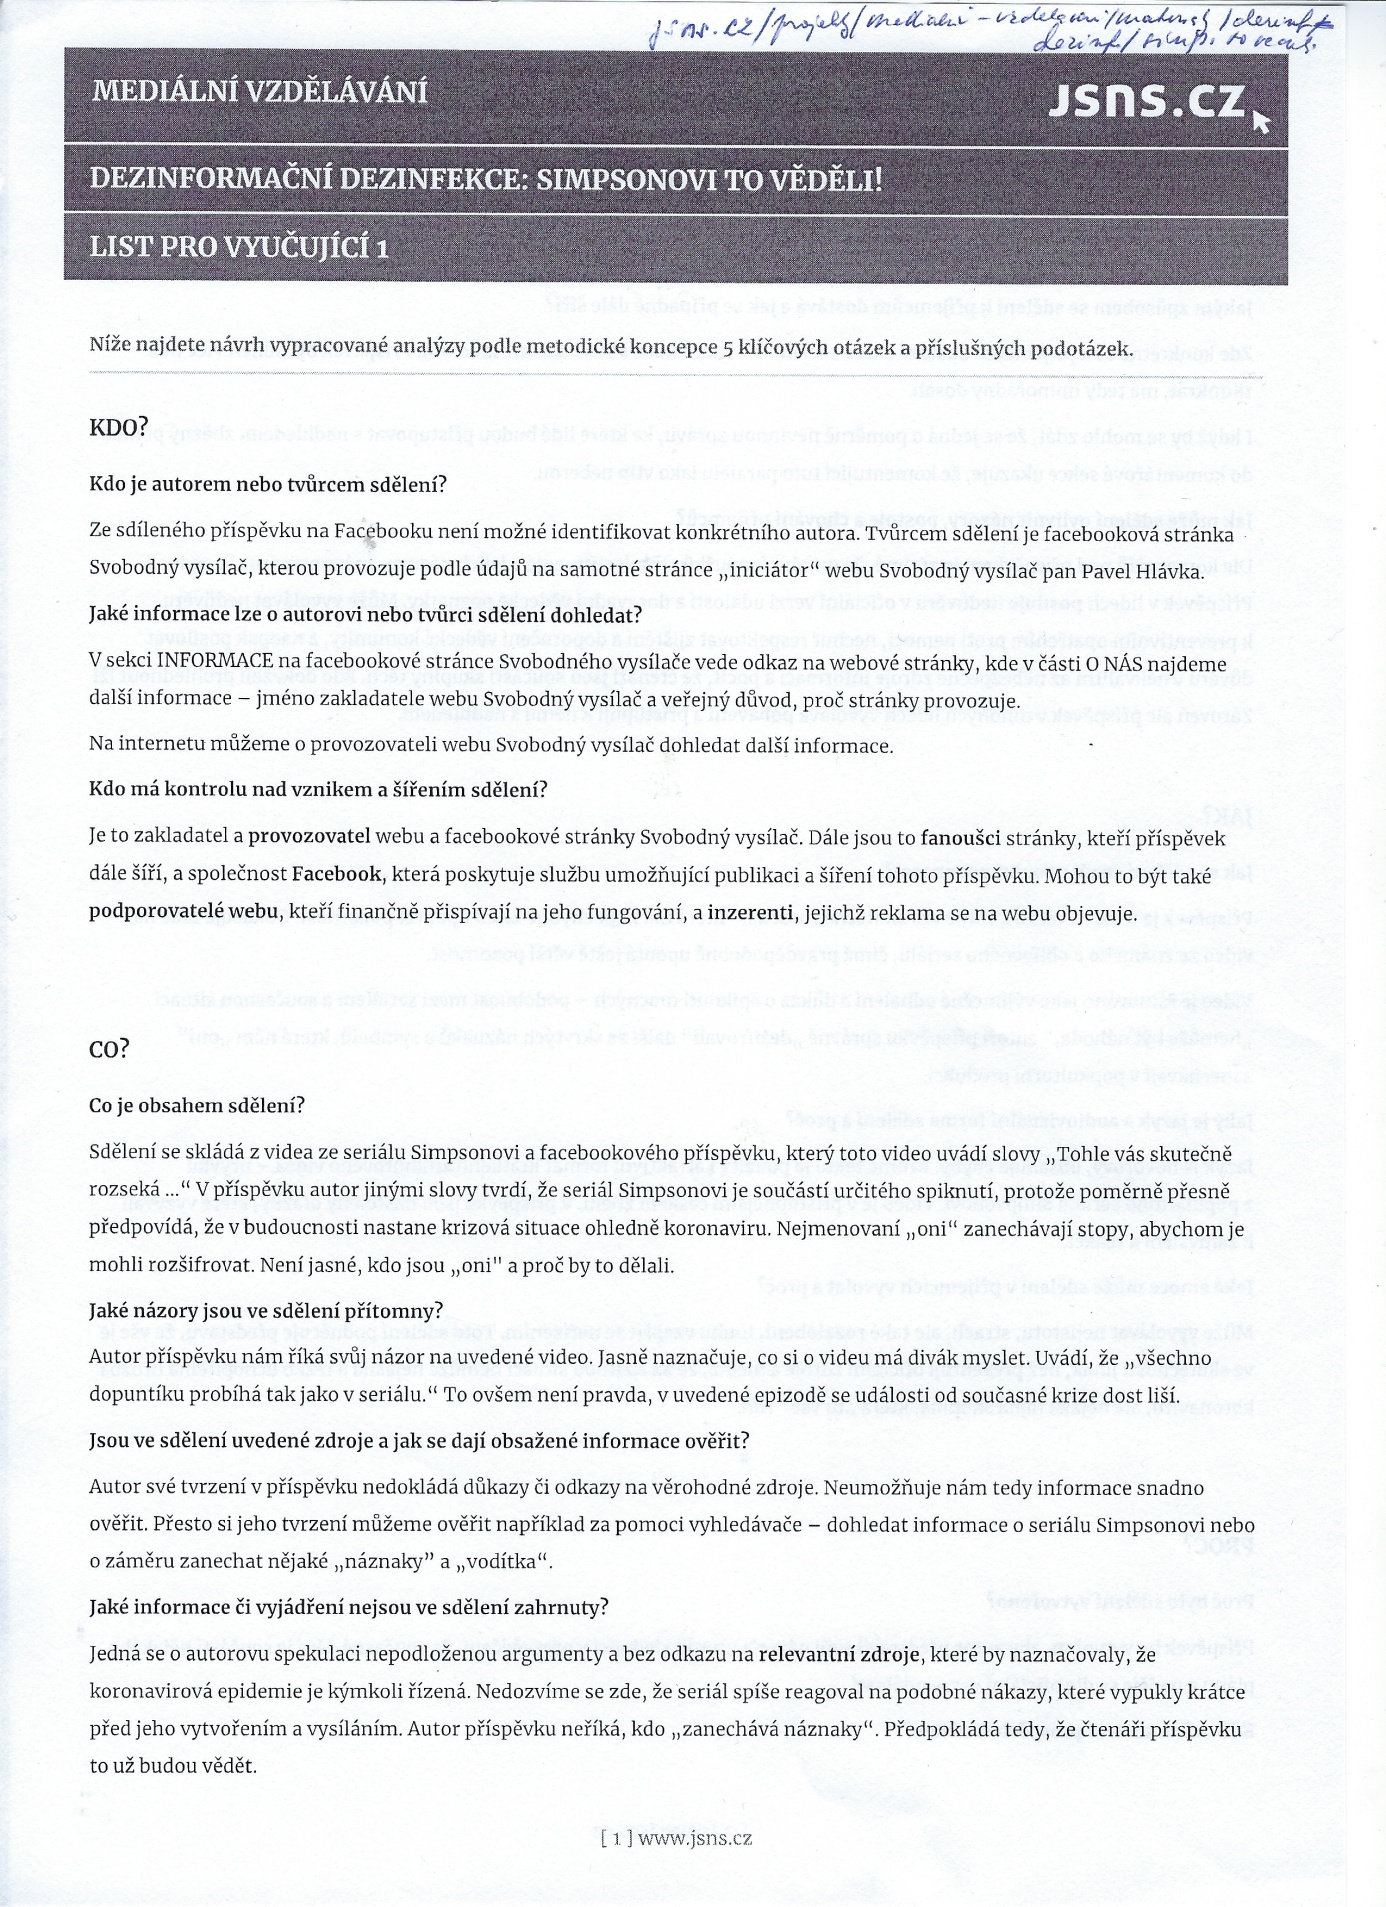 jsns.cz/projekty/medialni-vzdelavani/materialy/dezinf
dezinf/simps. to vedeli
MEDIÁLNÍ VZDĚLÁVÁNÍ
JSNS.CZ
DEZINFORMAČNÍ DEZINFEKCE: SIMPSONOVI TO VĚDĚLI!
LIST PRO VYUČUJÍCÍ 1
Níže najdete návrh vypracované analýzy podle metodické koncepce 5 klíčových otázek a příslušných podotázek.
KDO?
Kdo je autorem nebo tvůrcem sdělení?
Ze sdíleného příspěvku na Facebooku není možné identifikovat konkrétního autora. Tvůrcem sdělení je facebooková stránka
Svobodný vysílač, kterou provozuje podle údajů na samotné stránce „iniciátor“ webu Svobodný vysílač pan Pavel Hlávka.
Jaké informace lze o autorovi nebo tvůrci sdělení dohledat?
V sekci INFORMACE na facebookové stránce Svobodného vysílače vede odkaz na webové stránky, kde v části O NÁS najdeme
další informace – jméno zakladatele webu Svobodný vysílač a veřejný důvod, proč stránky provozuje.
Na internetu můžeme o provozovateli webu Svobodný vysílač dohledat další informace.
Kdo má kontrolu nad vznikem a šířením sdělení?
Je to zakladatel a provozovatel webu a facebookové stránky Svobodný vysílač. Dále jsou to fanoušci stránky, kteří příspěvek
dále šíří, a společnost Facebook, která poskytuje službu umožňující publikaci a šíření tohoto příspěvku. Mohou to být také
podporovatelé webu, kteří finančně přispívají na jeho fungování, a inzerenti, jejichž reklama se na webu objevuje.
CO?
Co je obsahem sdělení?
Sdělení se skládá z videa ze seriálu Simpsonovi a facebookového příspěvku, který toto video uvádí slovy „Tohle vás skutečně
rozseká ...“ V příspěvku autor jinými slovy tvrdí, že seriál Simpsonovi je součástí určitého spiknutí, protože poměrně přesně
předpovídá, že v budoucnosti nastane krizová situace ohledně koronaviru. Nejmenovaní „oni“ zanechávají stopy, abychom je
mohli rozšifrovat. Není jasné, kdo jsou „oni" a proč by to dělali.
Jaké názory jsou ve sdělení přítomny?
Autor příspěvku nám říká svůj názor na uvedené video. Jasně naznačuje, co si o videu má divák myslet. Uvádí, že „všechno
dopuntíku probíhá tak jako v seriálu.“ To ovšem není pravda, v uvedené epizodě se události od současné krize dost liší.
Jsou ve sdělení uvedené zdroje a jak se dají obsažené informace ověřit?
Autor své tvrzení v příspěvku nedokládá důkazy či odkazy na věrohodné zdroje. Neumožňuje nám tedy informace snadno
ověřit. Přesto si jeho tvrzení můžeme ověřit například za pomoci vyhledávače – dohledat informace o seriálu Simpsonovi nebo
o záměru zanechat nějaké „náznaky” a „vodítka“.
Jaké informace či vyjádření nejsou ve sdělení zahrnuty?
Jedná se o autorovu spekulaci nepodloženou argumenty a bez odkazu na relevantní zdroje, které by naznačovaly, že
koronavirová epidemie je kýmkoli řízená. Nedozvíme se zde, že seriál spíše reagoval na podobné nákazy, které vypukly krátce
před jeho vytvořením a vysíláním. Autor příspěvku neříká, kdo „zanechává náznaky“. Předpokládá tedy, že čtenáři příspěvku
to už budou vědět.
[ 1 ] www.jsns.cz